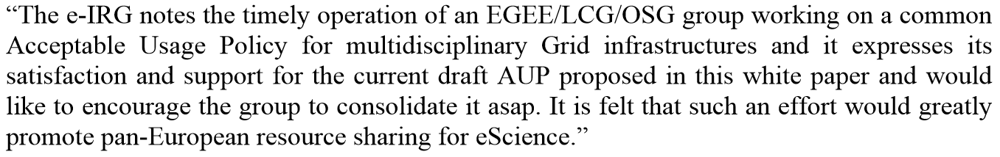 “The e-IRG notes the timely operation of an EGEE/LCG/OSG group working on a common
Acceptable Usage Policy for multidisciplinary Grid infrastructures and it expresses its
satisfaction and support for the current draft AUP proposed in this white paper and would
like to encourage the group to consolidate it asap. It is felt that such an effort would greatly
promote pan-European resource sharing for eScience.”